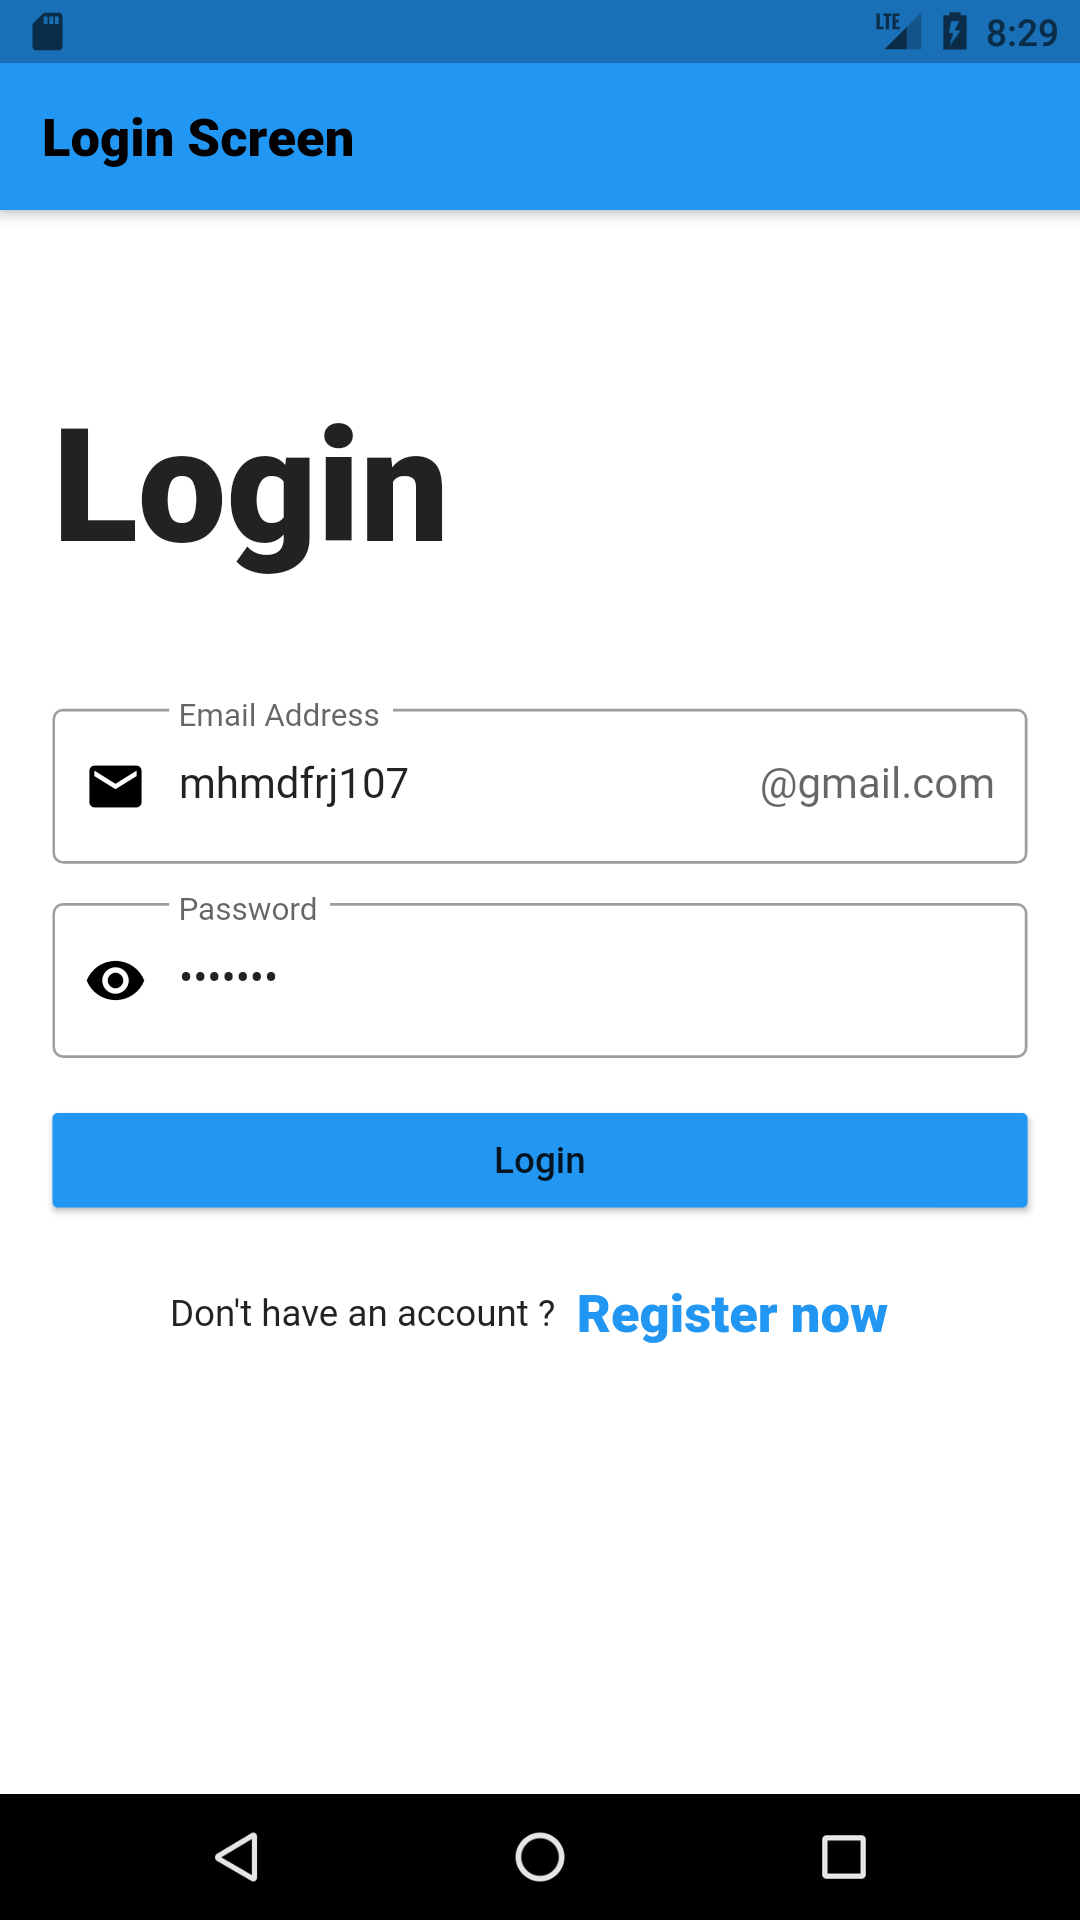 LTE 8:29
Login Screen
Login
Email Address
mhmdfrj107 @gmail.com
Password
•••••••
Login
Don't have an account ? Register now